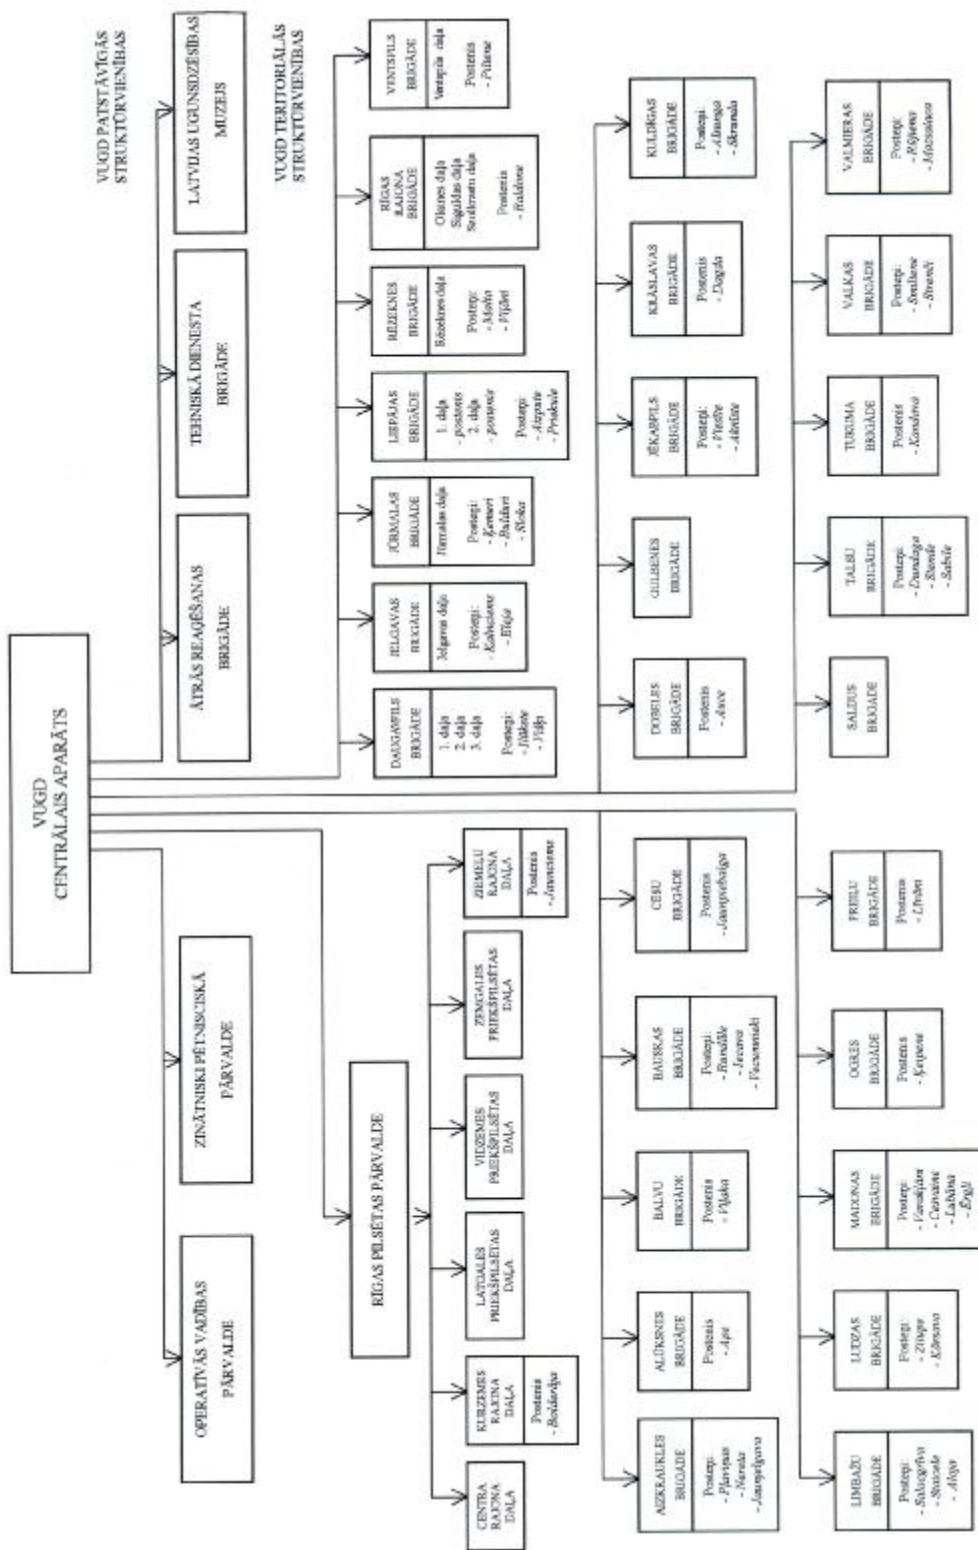 VUGD
CENTRĀLAIS APARĀTS
VUGD PATSTĀVĪGĀS
STRUKTŪRVIENĪBAS
OPERATĪVĀS VADĪBAS
PĀRVALDE
ZINĀTNISKI PĒTNISCISKĀ
PĀRVALDE
ĀTRĀS REAĢĒŠANAS
BRIGĀDE
TEHNISKĀ DIENESTA
BRIGĀDE
LATVIJAS UGUNSDZĒSĪBAS
MUZEJS
VUGD TERITORIĀLĀS
STRUKTŪRVIENĪBAS
RĪGAS PILSĒTAS PĀRVALDE
CENTRA
RAJONA
DAĻA
KURZEMES
RAJONA
DAĻA
Postenis
- Bolderāja
LATGALES
PRIEKŠPILSĒTAS
DAĻA
VIDZEMES
PRIEKŠPILSĒTAS
DAĻA
ZEMGALES
PRIEKŠPILSĒTAS
DAĻA
ZIEMEĻU
RAJONA
DAĻA
Postenis
- Jaunciems
DAUGAVPILS
BRIGĀDE
1. daļa
2. daļa
3. daļa
Posteņi:
- Ilūkste
- Višķi
JELGAVAS
BRIGĀDE
Jelgavas daļa
Posteņi:
- Kalnciems
- Eleja
JŪRMALAS
BRIGĀDE
Jūrmalas daļa
Posteņi:
- Ķemeri
- Bulduri
- Sloka
LIEPĀJAS
BRIGĀDE
1. daļa
- postenis
2. daļa
- postenis
Posteņi:
- Aizpute
- Priekule
RĒZEKNES
BRIGĀDE
Rēzeknes daļa
Posteņi:
- Malta
- Viļāni
RĪGAS
RAJONA
BRIGĀDE
Olaines daļa
Siguldas daļa
Saulkrastu daļa
Postenis
- Baldone
VENTSPILS
BRIGĀDE
Ventspils daļa
Postenis
- Piltene
AIZKRAUKLES
BRIGĀDE
Posteņi:
- Pļaviņas
- Nereta
- Jaunjelgava
ALŪKSNES
BRIGĀDE
Postenis
- Ape
BALVU
BRIGĀDE
Postenis
- Viļaka
BAUSKAS
BRIGĀDE
Posteņi:
- Rundāle
- Iecava
- Vecumnieki
CĒSU
BRIGĀDE
Postenis
- Jaunpiebalga
DOBELES
BRIGĀDE
Postenis
- Auce
GULBENES
BRIGĀDE
JĒKABPILS
BRIGĀDE
Posteņi:
- Viesīte
- Aknīste
KRĀSLAVAS
BRIGĀDE
Postenis
- Dagda
KULDĪGAS
BRIGĀDE
Posteņi:
- Alsunga
- Skrunda
LIMBAŽU
BRIGĀDE
Posteņi:
- Salacgrīva
- Staicele
- Aloja
LUDZAS
BRIGĀDE
Posteņi:
- Zilupe
- Kārsava
MADONAS
BRIGĀDE
Posteņi:
- Varakļāni
- Cesvaine
- Lubāna
- Ērgļi
OGRES
BRIGĀDE
Postenis
- Ķeipene
PREIĻU
BRIGĀDE
Postenis
- Līvāni
SALDUS
BRIGĀDE
TALSU
BRIGĀDE
Posteņi:
- Dundaga
- Stende
- Sabile
TUKUMA
BRIGĀDE
Postenis
- Kandava
VALKAS
BRIGĀDE
Posteņi:
- Smiltene
- Strenči
VALMIERAS
BRIGĀDE
Posteņi:
- Rūjiena
- Mazsalaca